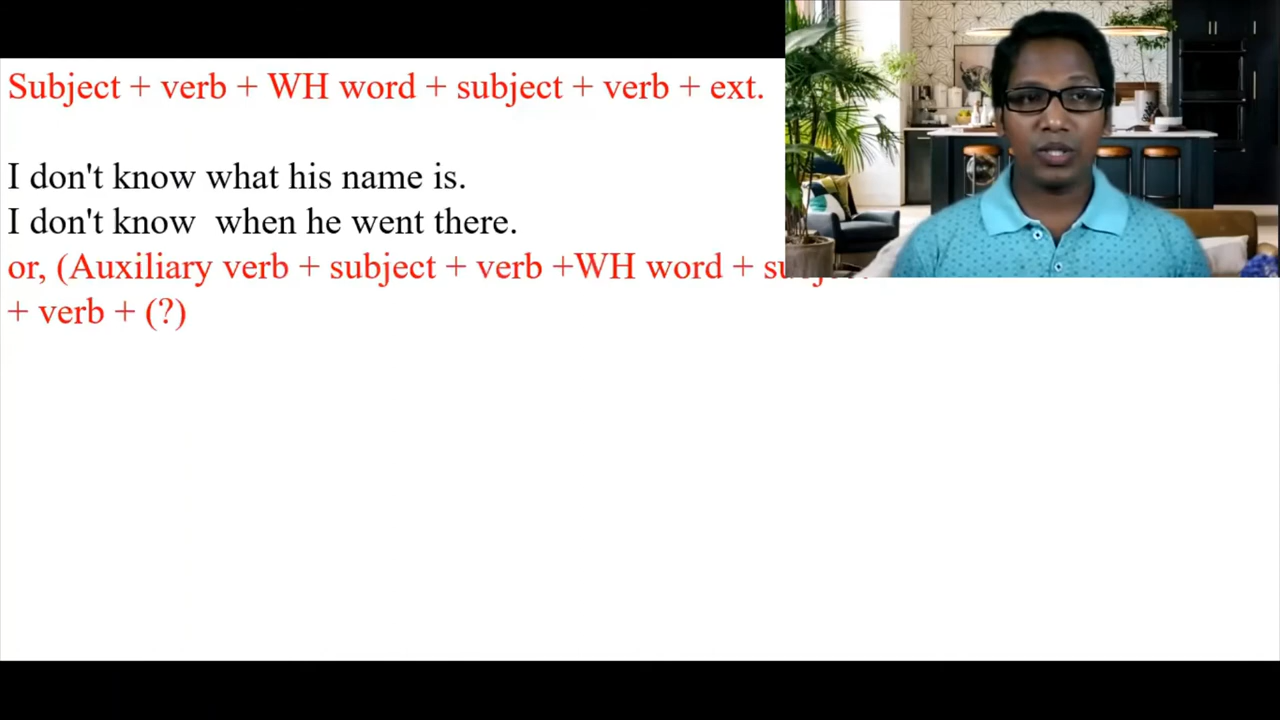 Subject + verb + WH word + subject + verb + ext.
I don't know what his name is.
I don't know  when he went there.
or, (Auxiliary verb + subject + verb +WH word +
+ verb + (?)